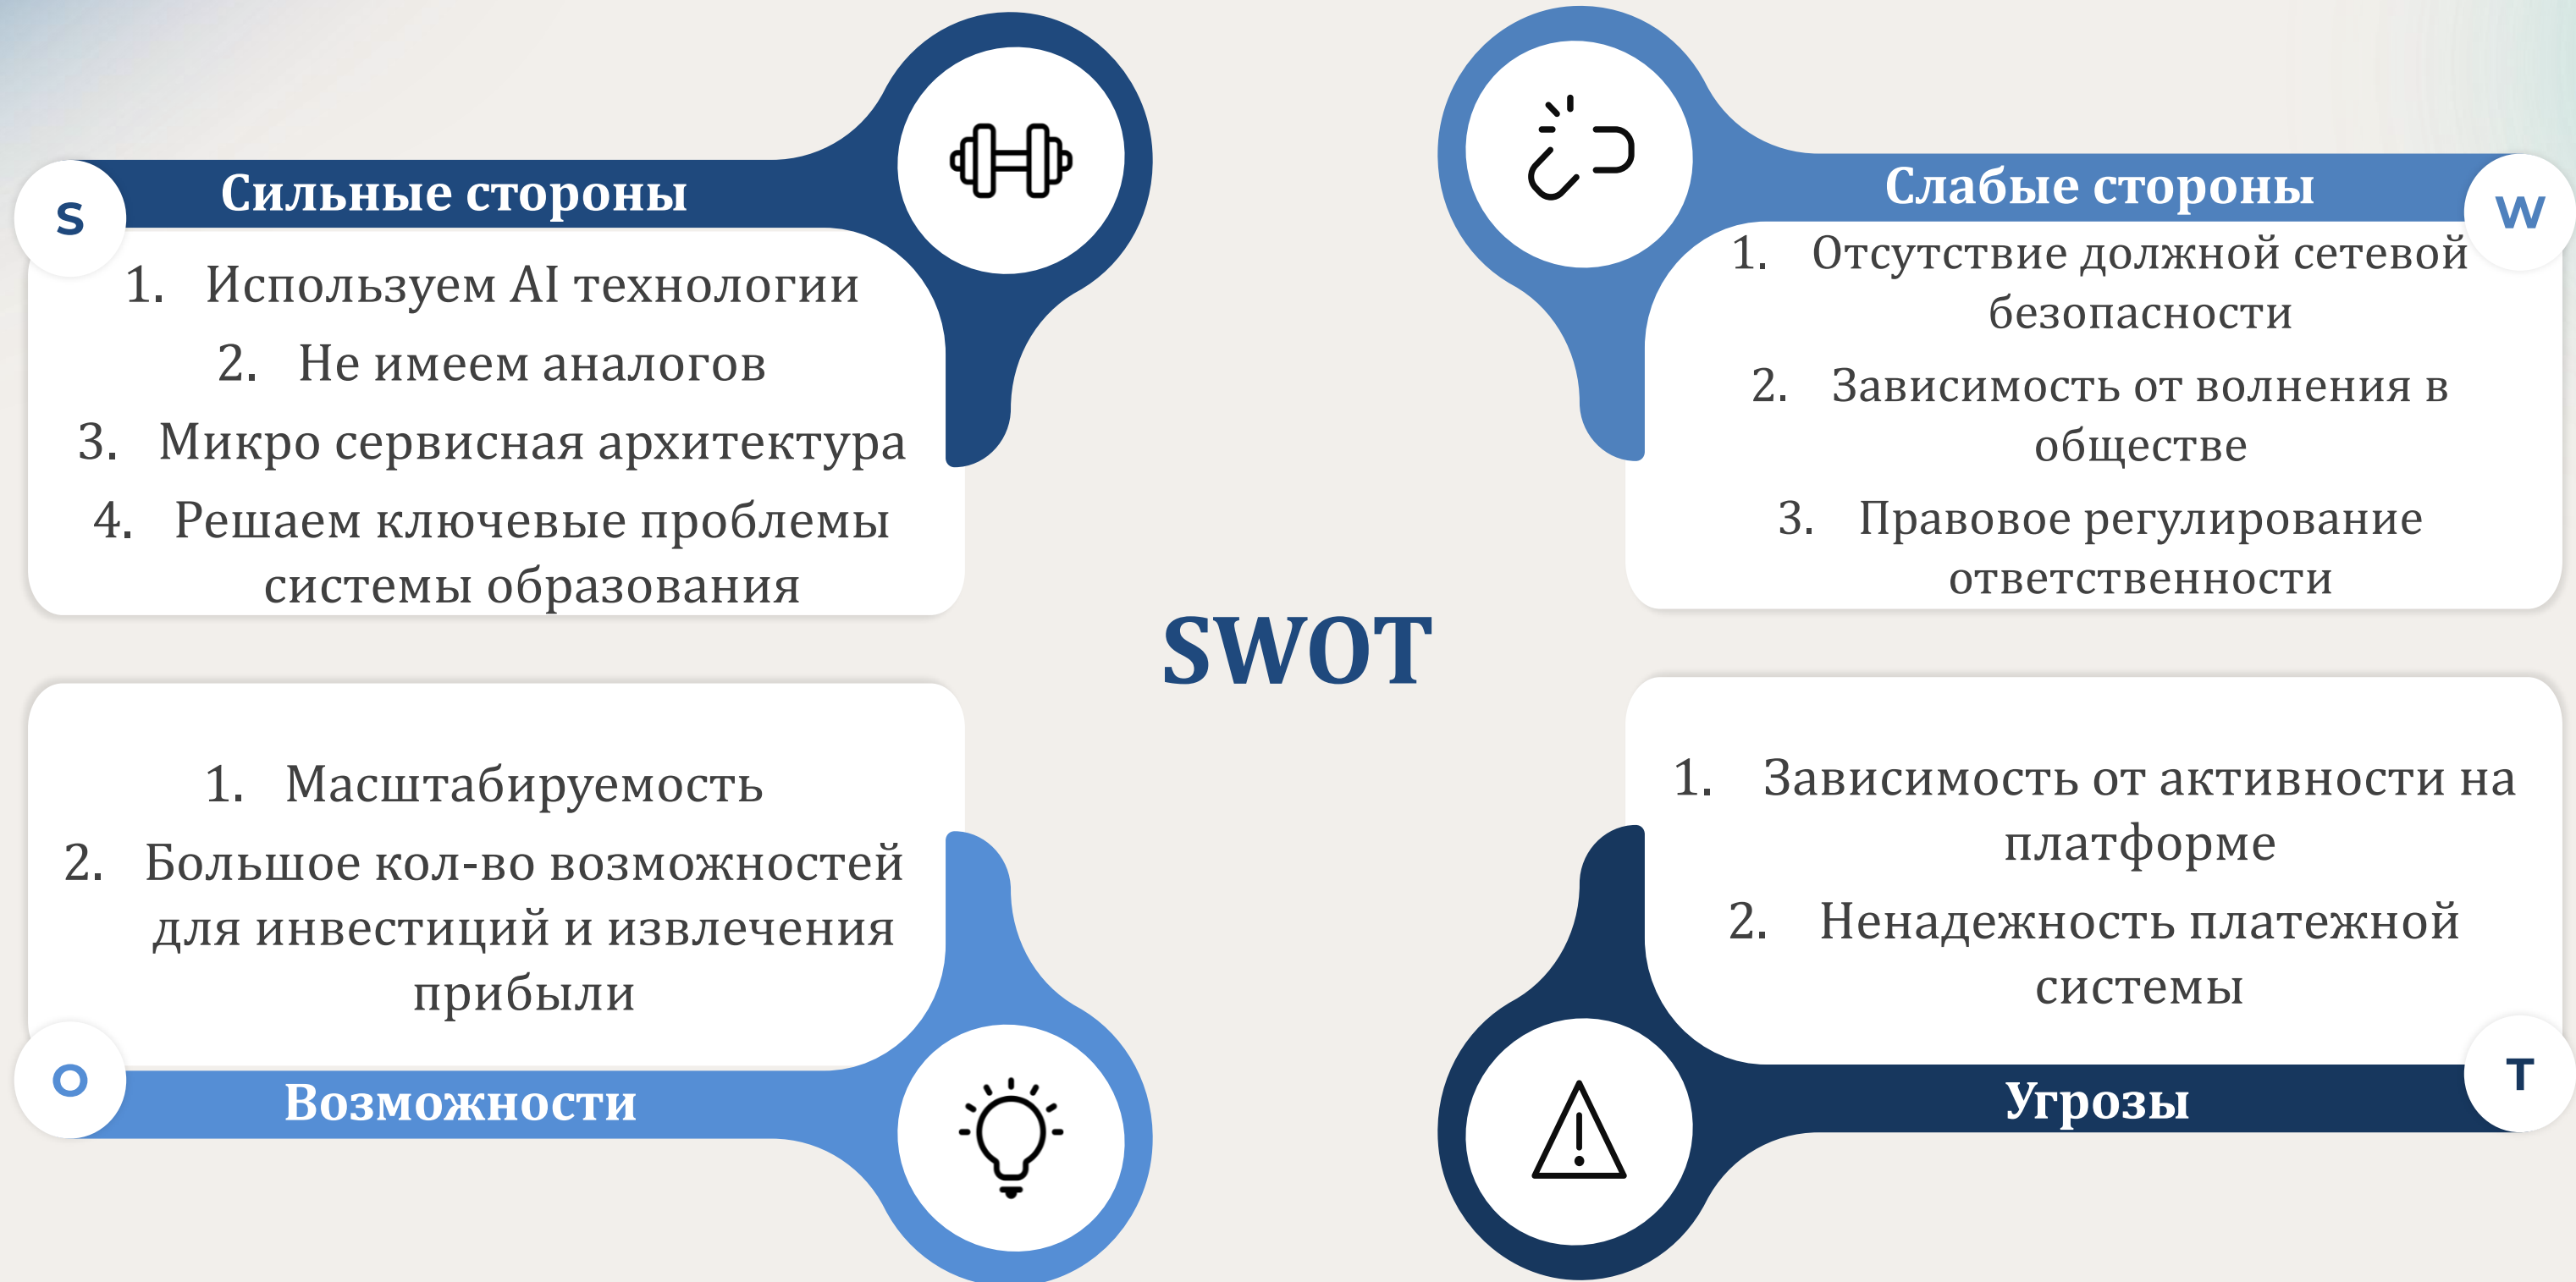 S
Сильные стороны
1. Используем AI технологии
2. Не имеем аналогов
3. Микро сервисная архитектура
4. Решаем ключевые проблемы
системы образования
Слабые стороны
W
1. Отсутствие должной сетевой
безопасности
2. Зависимость от волнения в
обществе
3. Правовое регулирование
ответственности
SWOT
1. Масштабируемость
2. Большое кол-во возможностей
для инвестиций и извлечения
прибыли
O
Возможности
1. Зависимость от активности на
платформе
2. Ненадежность платежной
системы
Угрозы
T